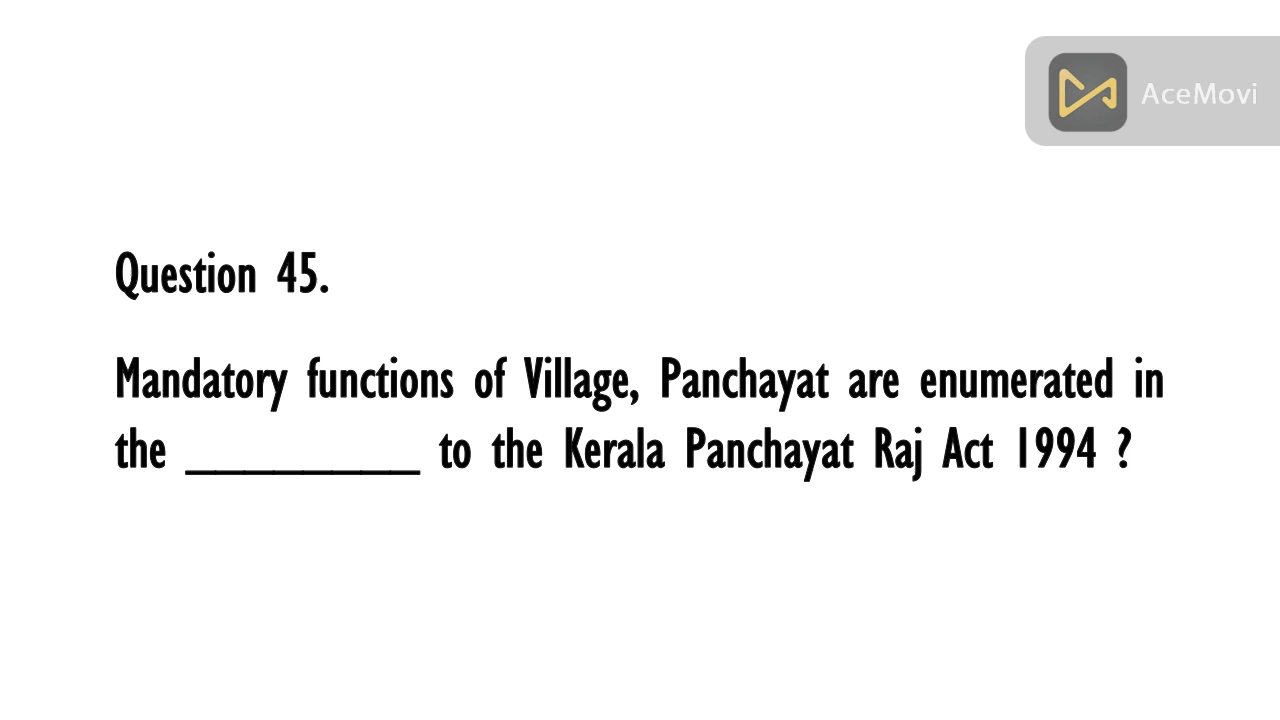 AceMovi
Question 45.
Mandatory functions of Village, Panchayat are enumerated in
the ________ to the Kerala Panchayat Raj Act 1994 ?